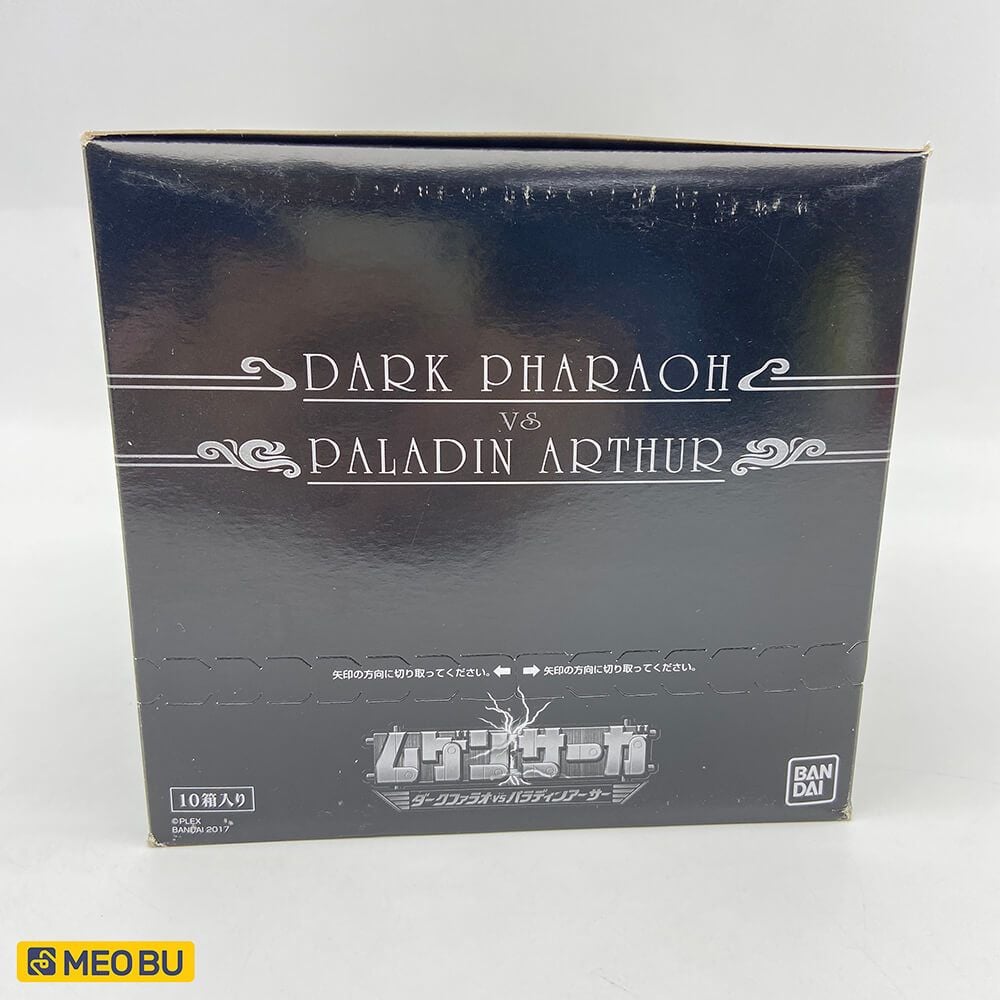 DARK PHARAOH
VS
PALADIN ARTHUR
矢印の方向に切り取ってください。⬅ ➡ 矢印の方向に切り取ってください。
ムゲンサーガ
ダークファラオVSパラディンアーサー
10箱入り
©PLEX
BANDAI 2017
BAN
DAI
MEO BU